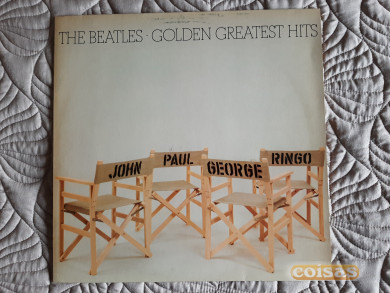 THE BEATLES · GOLDEN GREATEST HITS
JOHN
PAUL
GEORGE
RINGO
coisas